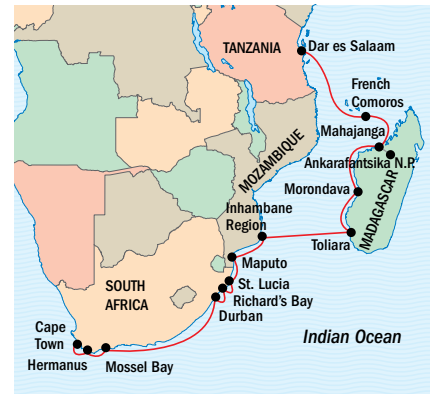 TANZANIA
Dar es Salaam
French
Comoros
Mahajanga
Ankarafantsika N.P.
MOZAMBIQUE
Morondava
MADAGASCAR
Inhambane
Region
Toliara
Maputo
SOUTH
AFRICA
St. Lucia
Richard's Bay
Durban
Cape
Town
Hermanus
Mossel Bay
Indian Ocean